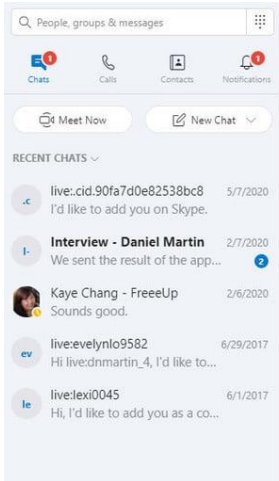 People, groups & messages
1
1
Chats
Calls
Contacts
Notifications
Meet Now
New Chat
RECENT CHATS
.c
live:.cid.90fa7d0e82538bc8
5/7/2020
I'd like to add you on Skype.
I-
Interview - Daniel Martin
2/7/2020
We sent the result of the app...
2
Kaye Chang - FreeeUp
2/6/2020
Sounds good.
ev
live:evelynlo9582
6/29/2017
Hi live:dnmartin_4, I'd like to...
le
live:lexi0045
6/1/2017
Hi, I'd like to add you as a co...